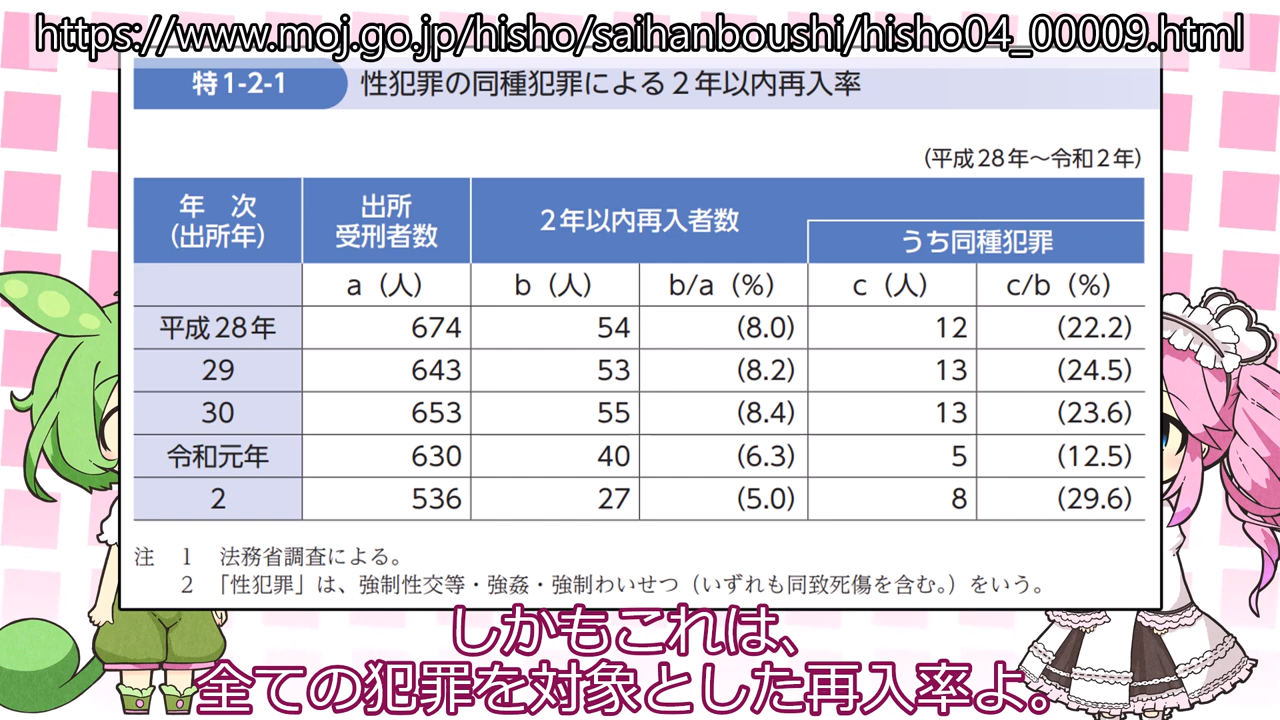 https://www.moj.go.jp/hisho/saihanboushi/hisho04_00009.html
特1-2-1 性犯罪の同種犯罪による２年以内再入率
（平成28年～令和２年）
年　次 出所 ２年以内再入者数
（出所年） 受刑者数 うち同種犯罪
a（人） b（人） b/a（%） c（人） c/b（%）
平成28年 674 54 (8.0) 12 (22.2)
29 643 53 (8.2) 13 (24.5)
30 653 55 (8.4) 13 (23.6)
令和元年 630 40 (6.3) 5 (12.5)
2 536 27 (5.0) 8 (29.6)
注　1　法務省調査による。
2　「性犯罪」は、強制性交等・強姦・強制わいせつ（いずれも同致死傷を含む。）をいう。
しかもこれは、
全ての犯罪を対象とした再入率よ。